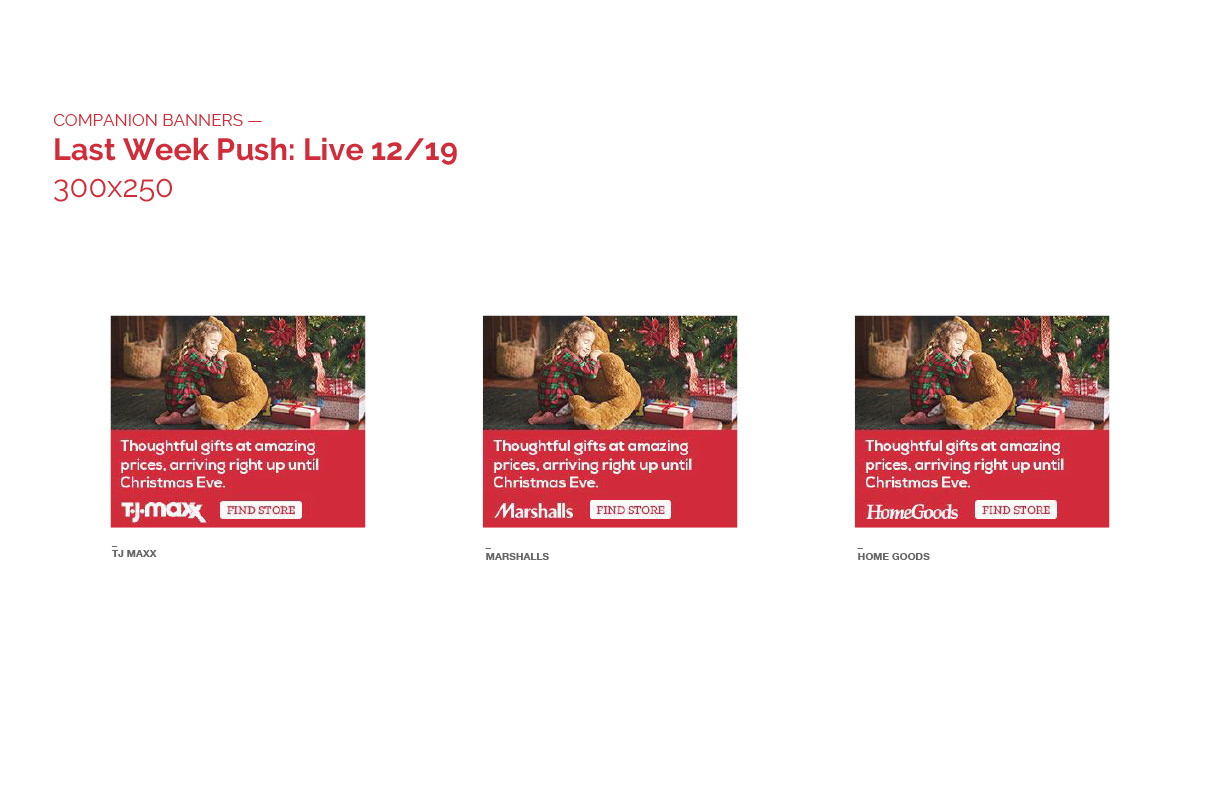 COMPANION BANNERS —
Last Week Push: Live 12/19
300x250
Thoughtful gifts at amazing
prices, arriving right up until
Christmas Eve.
T·J·maxx FIND STORE
TJ MAXX
Thoughtful gifts at amazing
prices, arriving right up until
Christmas Eve.
Marshalls FIND STORE
MARSHALLS
Thoughtful gifts at amazing
prices, arriving right up until
Christmas Eve.
HomeGoods FIND STORE
HOME GOODS